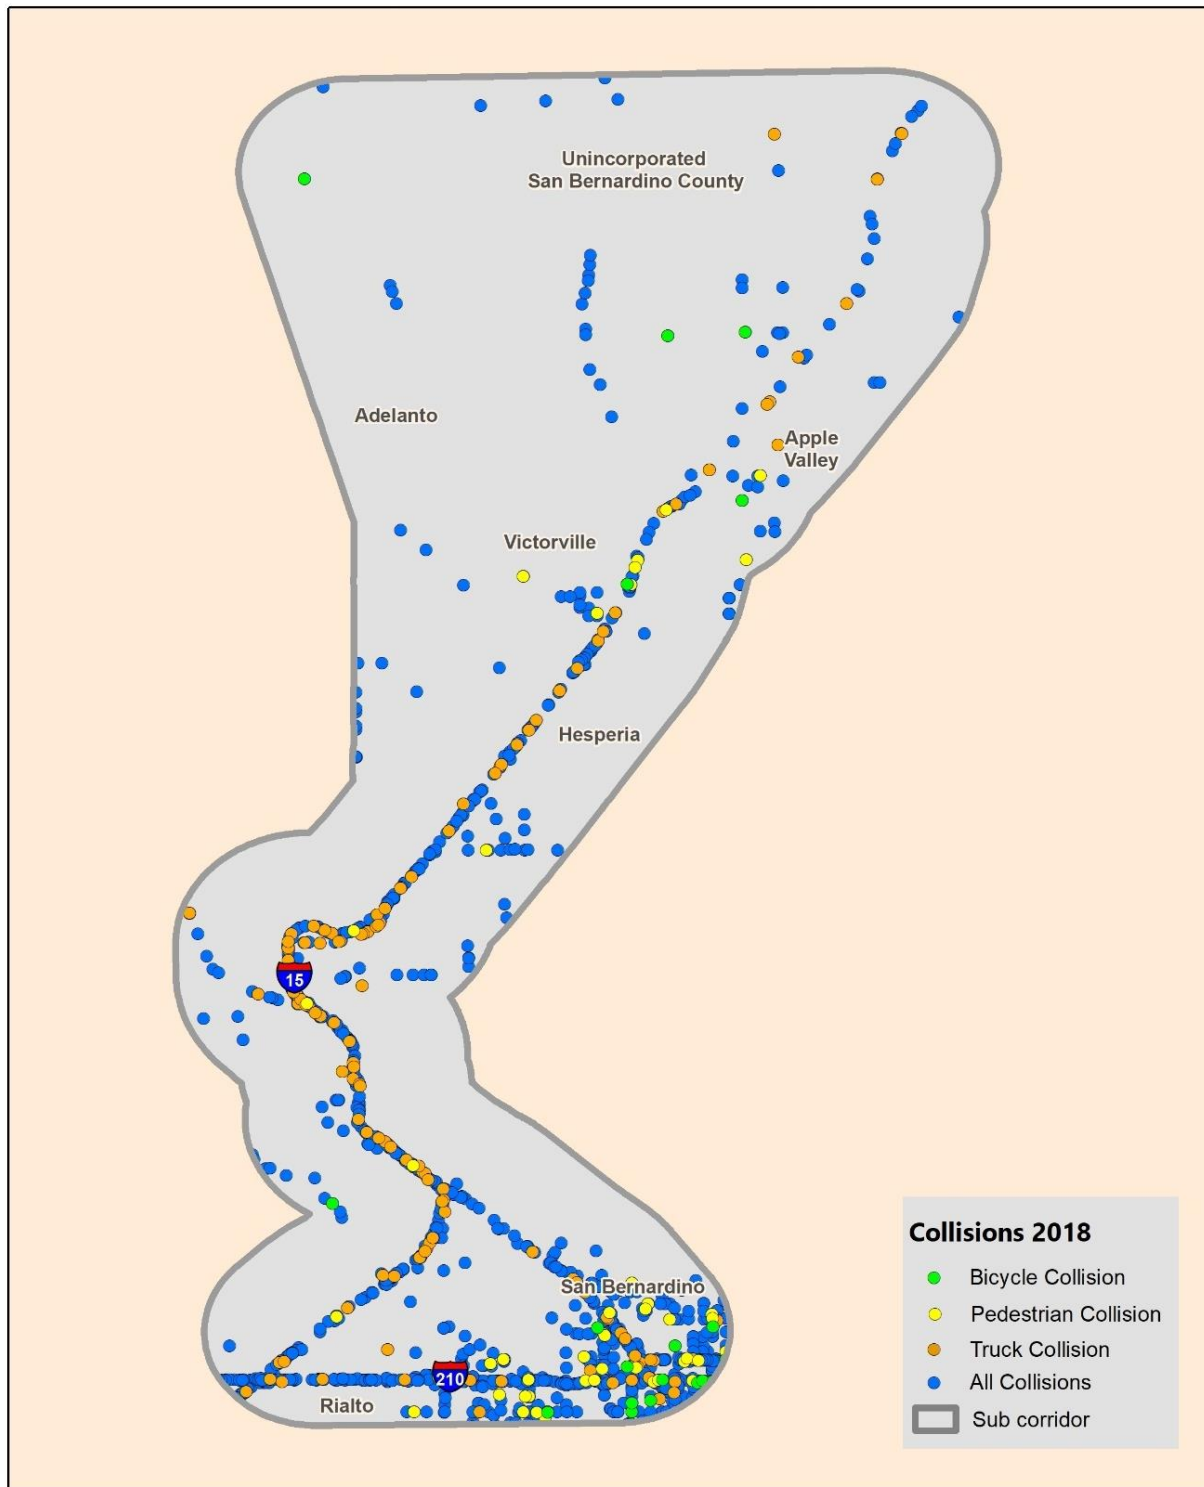 Unincorporated
San Bernardino County
Adelanto
Apple
Valley
Victorville
Hesperia
15
San Bernardino
210
Rialto
Collisions 2018
Bicycle Collision
Pedestrian Collision
Truck Collision
All Collisions
Sub corridor